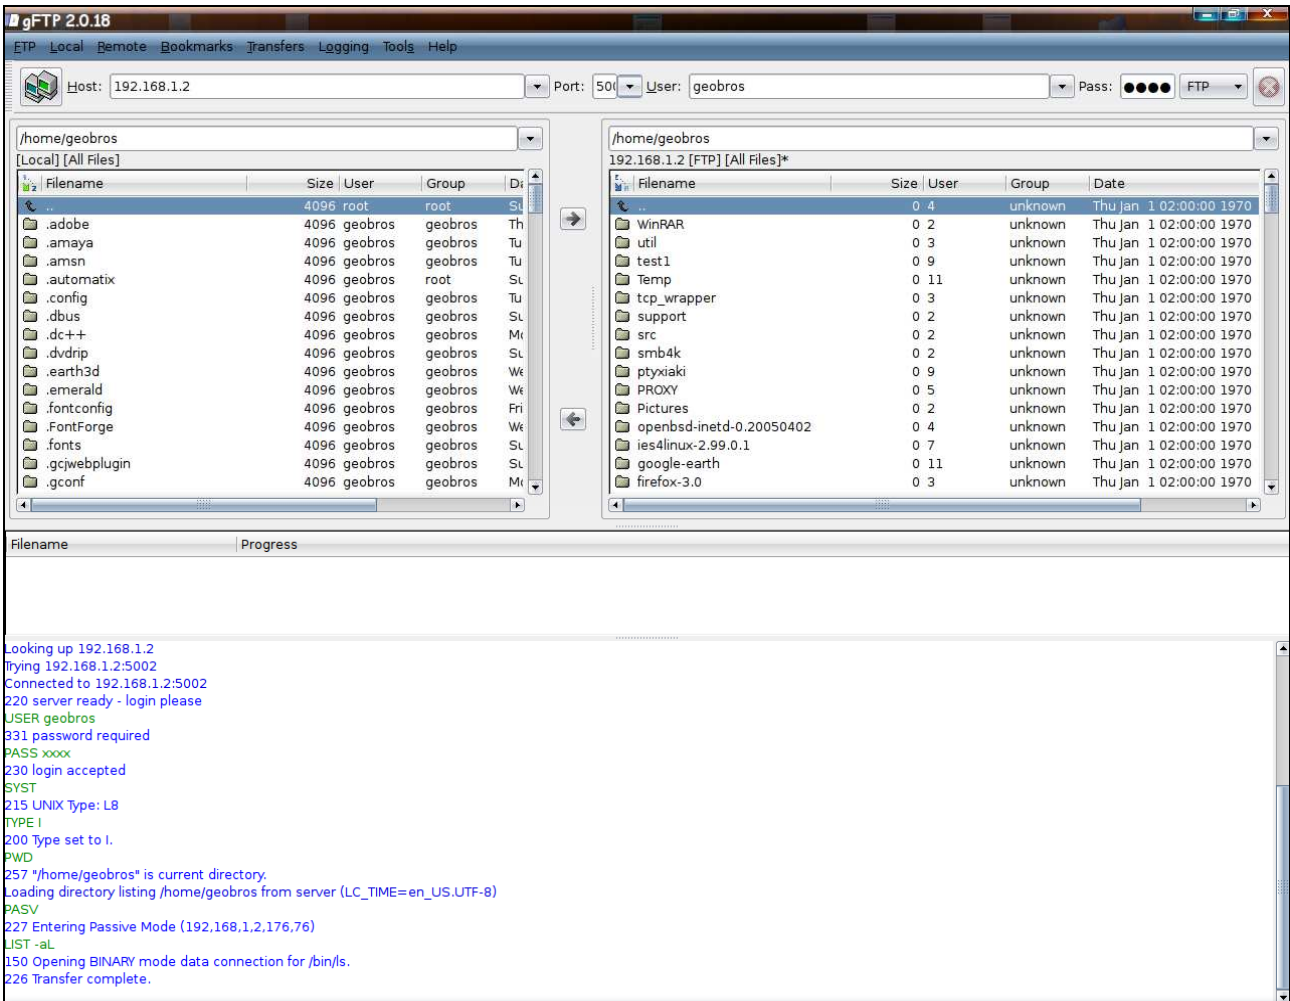 gFTP 2.0.18
FTP Local Remote Bookmarks Transfers Logging Tools Help
Host: 192.168.1.2 Port: 500 User: geobros Pass: ●●●● FTP
/home/geobros
[Local] [All Files]
Filename Size User Group Da
.. 4096 root root Su
.adobe 4096 geobros geobros Th
.amaya 4096 geobros geobros Tu
.amsn 4096 geobros geobros Tu
.automatix 4096 geobros root Su
.config 4096 geobros geobros Tu
.dbus 4096 geobros geobros Su
.dc++ 4096 geobros geobros Mo
.dvdrip 4096 geobros geobros Su
.earth3d 4096 geobros geobros We
.emerald 4096 geobros geobros We
.fontconfig 4096 geobros geobros Fri
.FontForge 4096 geobros geobros We
.fonts 4096 geobros geobros Su
.gcjwebplugin 4096 geobros geobros Su
.gconf 4096 geobros geobros Mo
/home/geobros
192.168.1.2 [FTP] [All Files]*
Filename Size User Group Date
.. 0 4 unknown Thu Jan 1 02:00:00 1970
WinRAR 0 2 unknown Thu Jan 1 02:00:00 1970
util 0 3 unknown Thu Jan 1 02:00:00 1970
test1 0 9 unknown Thu Jan 1 02:00:00 1970
Temp 0 11 unknown Thu Jan 1 02:00:00 1970
tcp_wrapper 0 3 unknown Thu Jan 1 02:00:00 1970
support 0 2 unknown Thu Jan 1 02:00:00 1970
src 0 2 unknown Thu Jan 1 02:00:00 1970
smb4k 0 2 unknown Thu Jan 1 02:00:00 1970
ptyxiaki 0 9 unknown Thu Jan 1 02:00:00 1970
PROXY 0 5 unknown Thu Jan 1 02:00:00 1970
Pictures 0 2 unknown Thu Jan 1 02:00:00 1970
openbsd-inetd-0.20050402 0 4 unknown Thu Jan 1 02:00:00 1970
ies4linux-2.99.0.1 0 7 unknown Thu Jan 1 02:00:00 1970
google-earth 0 11 unknown Thu Jan 1 02:00:00 1970
firefox-3.0 0 3 unknown Thu Jan 1 02:00:00 1970
Filename Progress
Looking up 192.168.1.2
Trying 192.168.1.2:5002
Connected to 192.168.1.2:5002
220 server ready - login please
USER geobros
331 password required
PASS xxxx
230 login accepted
SYST
215 UNIX Type: L8
TYPE I
200 Type set to I.
PWD
257 "/home/geobros" is current directory.
Loading directory listing /home/geobros from server (LC_TIME=en_US.UTF-8)
PASV
227 Entering Passive Mode (192,168,1,2,176,76)
LIST -aL
150 Opening BINARY mode data connection for /bin/ls.
226 Transfer complete.